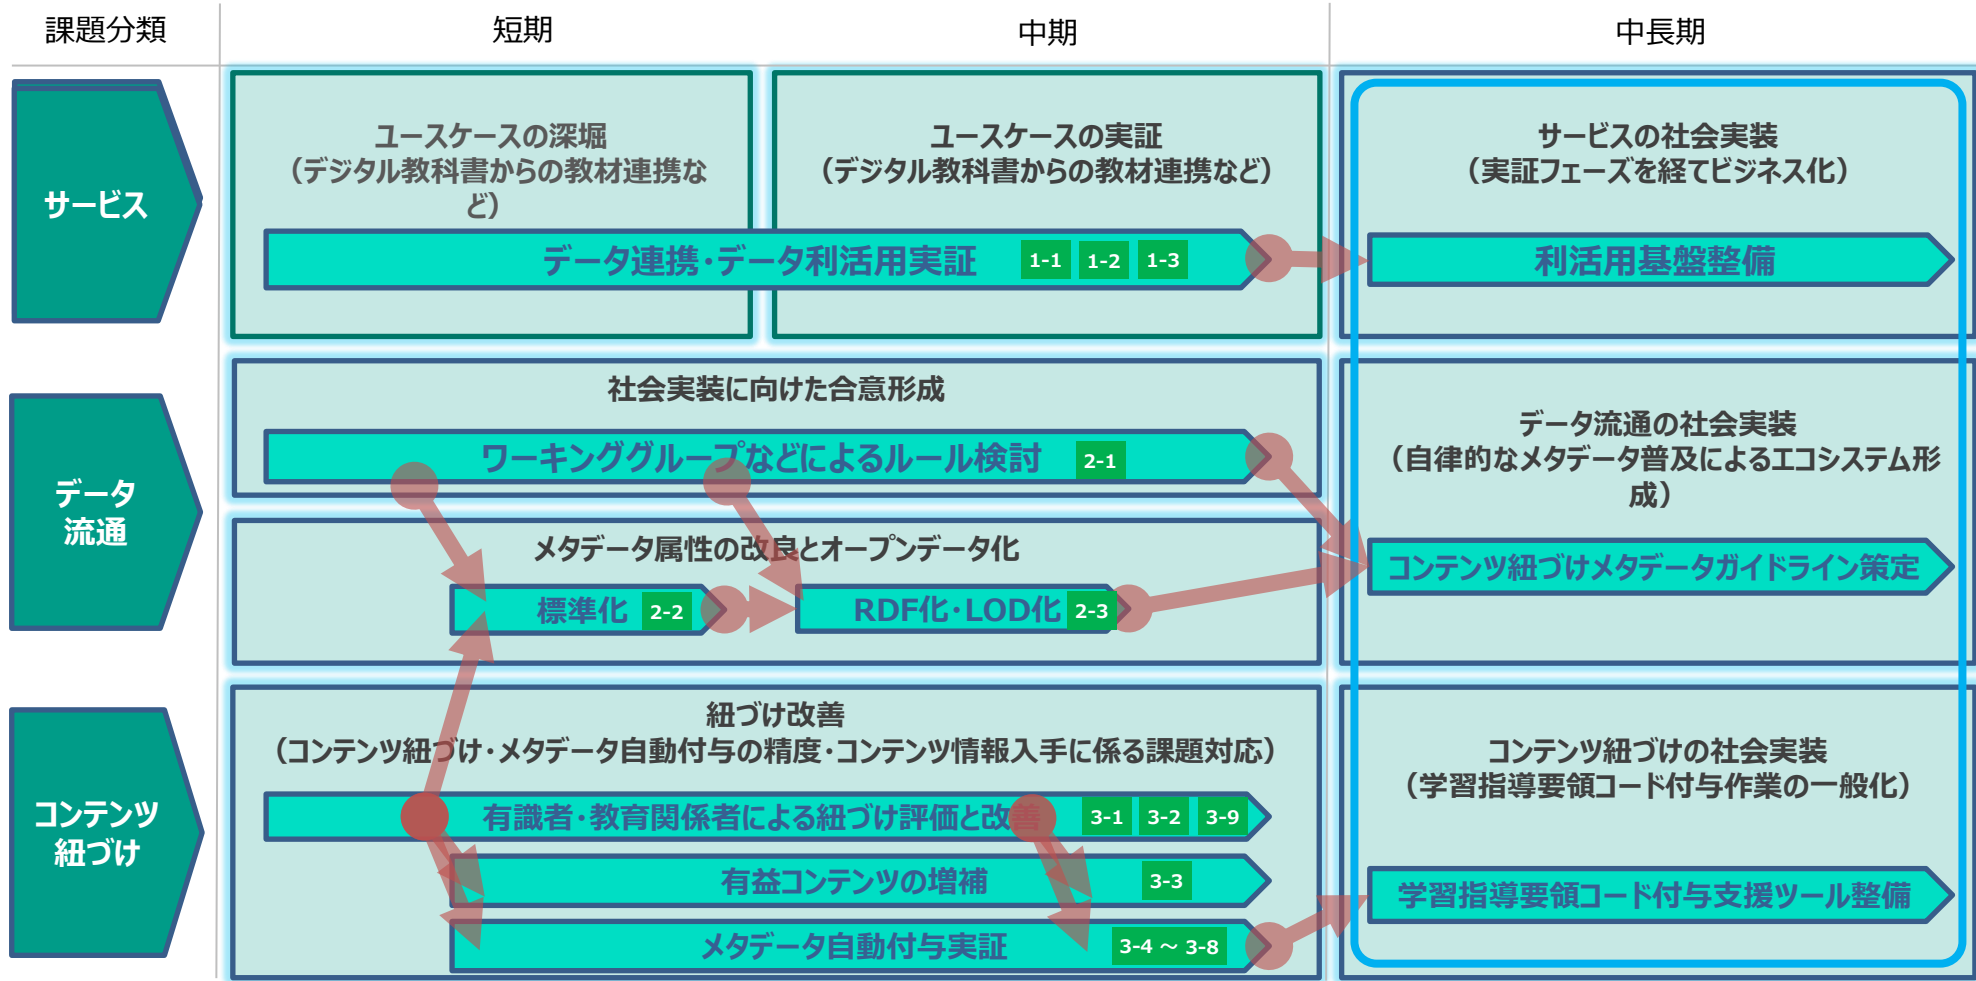 課題分類
短期
中期
中長期
サービス
ユースケースの深堀
（デジタル教科書からの教材連携な
ど）
ユースケースの実証
（デジタル教科書からの教材連携など）
サービスの社会実装
（実証フェーズを経てビジネス化）
データ連携・データ利活用実証
1-1
1-2
1-3
利活用基盤整備
データ
流通
社会実装に向けた合意形成
ワーキンググループなどによるルール検討
2-1
メタデータ属性の改良とオープンデータ化
標準化
2-2
RDF化・LOD化
2-3
データ流通の社会実装
（自律的なメタデータ普及によるエコシステム形
成）
コンテンツ紐づけメタデータガイドライン策定
コンテンツ
紐づけ
紐づけ改善
（コンテンツ紐づけ・メタデータ自動付与の精度・コンテンツ情報入手に係る課題対応）
有識者・教育関係者による紐づけ評価と改善
3-1
3-2
3-9
有益コンテンツの増補
3-3
メタデータ自動付与実証
3-4 ～ 3-8
コンテンツ紐づけの社会実装
（学習指導要領コード付与作業の一般化）
学習指導要領コード付与支援ツール整備